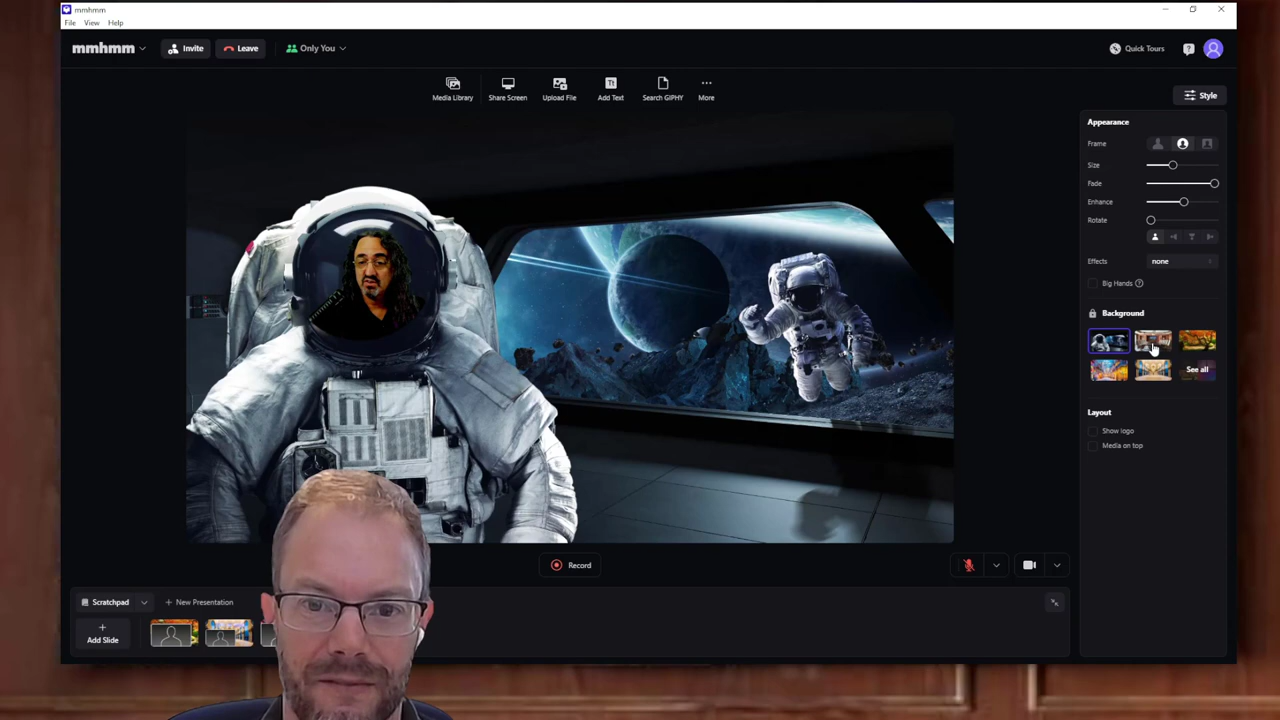 mmhmm
File View Help
mmhmm Invite Leave Only You Quick Tours ?
Media Library Share Screen Upload File Tt Add Text Search GIPHY More
Style
Appearance
Frame
Size
Fade
Enhance
Rotate
Effects none
Big Hands ?
Background
See all
Layout
Show logo
Media on top
Record
Scratchpad + New Presentation
+
Add Slide